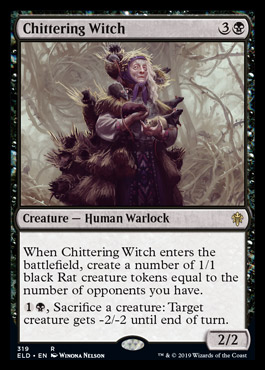 Chittering Witch 3
Creature — Human Warlock
When Chittering Witch enters the
battlefield, create a number of 1/1
black Rat creature tokens equal to the
number of opponents you have.
1 , Sacrifice a creature: Target
creature gets -2/-2 until end of turn.
2/2
319 R
ELD • EN Winona Nelson
™ & © 2019 Wizards of the Coast